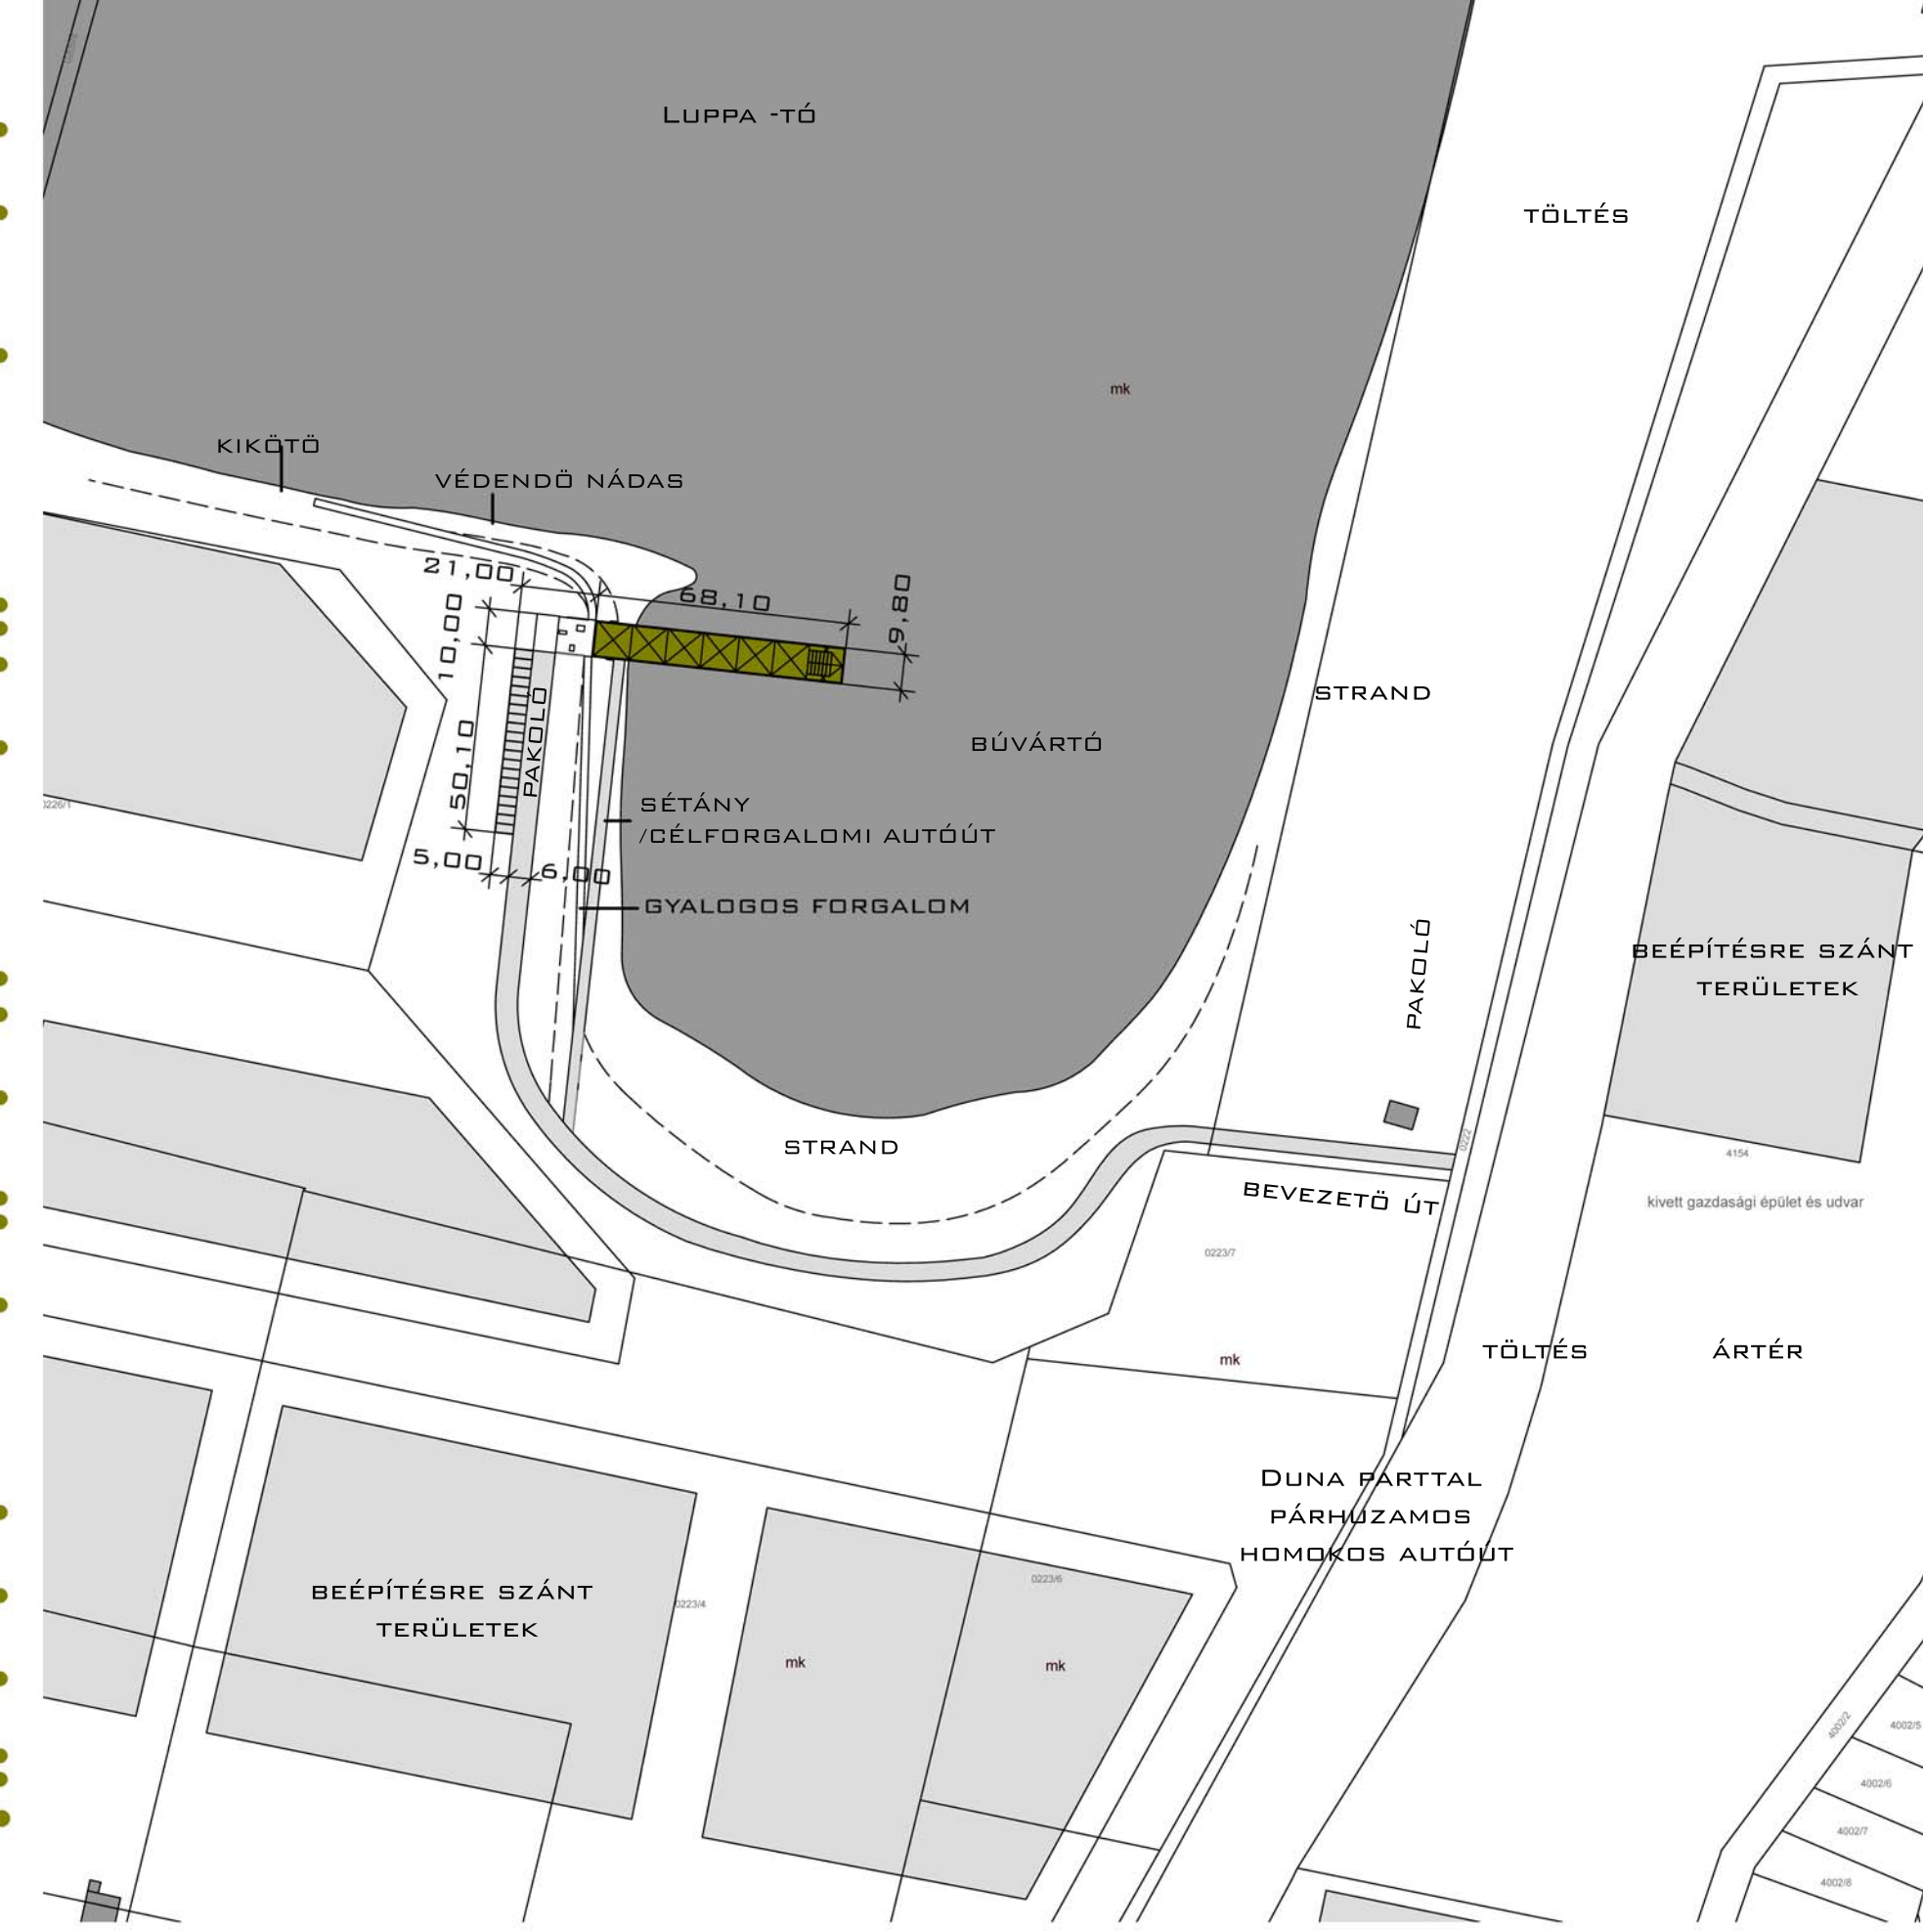 LUPPA -TÓ
TÖLTÉS
mk
KIKÖTÖ
VÉDENDÖ NÁDAS
21,00
68,10
9,80
10,00
STRAND
PAKOLÓ
BÚVÁRTÓ
50,10
SÉTÁNY
/CÉLFORGALOMI AUTÓÚT
0226/1
5,00
6,00
GYALOGOS FORGALOM
PAKOLÓ
BEÉPÍTÉSRE SZÁNT
TERÜLETEK
STRAND
0222
4154
BEVEZETÖ ÚT
kivett gazdasági épület és udvar
0223/7
mk
TÖLTÉS
ÁRTÉR
DUNA PARTTAL
PÁRHUZAMOS
HOMOKOS AUTÓÚT
BEÉPÍTÉSRE SZÁNT
TERÜLETEK
0223/4
0223/6
mk
mk
4002/2
4002/5
4002/6
4002/7
4002/8